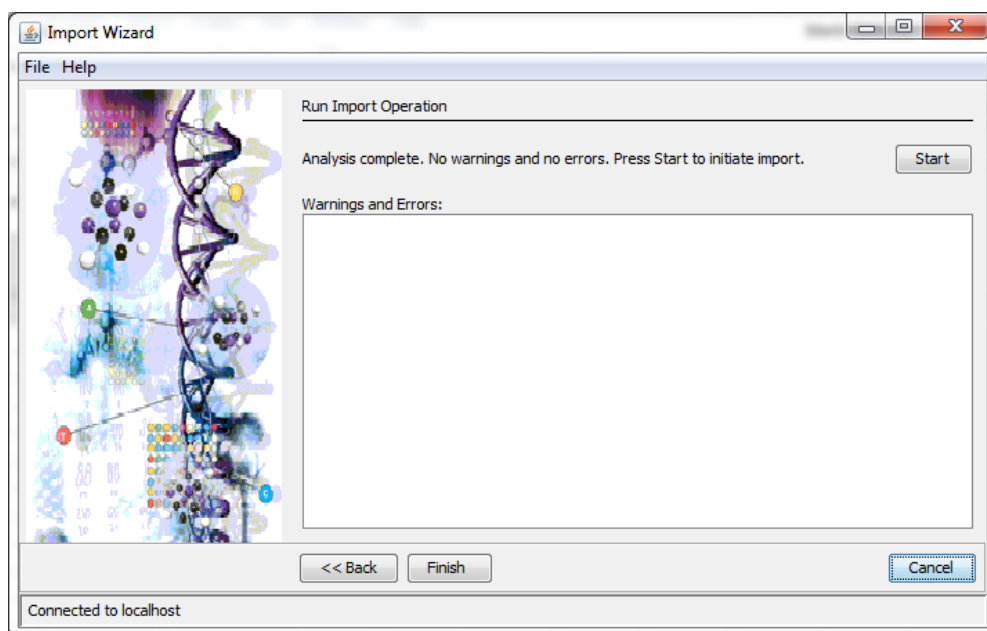 Import Wizard
File Help
Run Import Operation
Analysis complete. No warnings and no errors. Press Start to initiate import.
Start
Warnings and Errors:
<< Back
Finish
Cancel
Connected to localhost